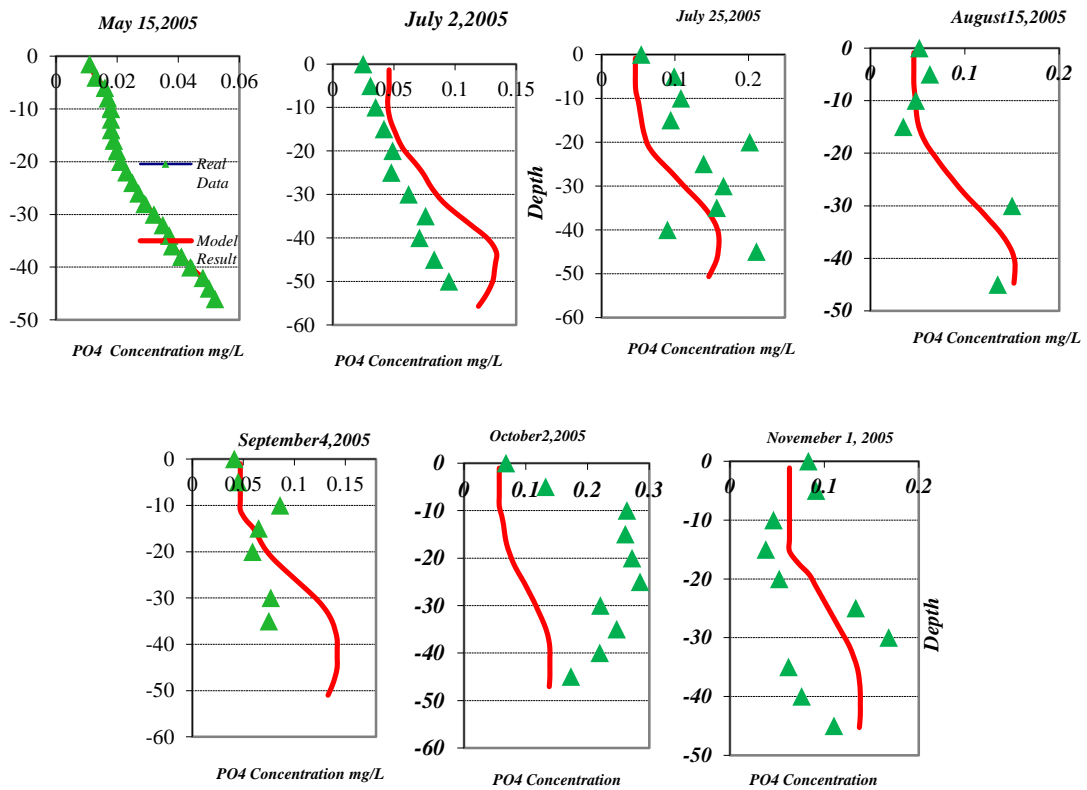 May 15,2005
0 0.02 0.04 0.06
0
-10
-20
-30
-40
-50
Real
Data
Model
Result
PO4 Concentration mg/L
July 2,2005
0 0.05 0.1 0.15
0
-10
-20
-30
-40
-50
-60
PO4 Concentration mg/L
July 25,2005
0 0.1 0.2
0
-10
-20
-30
-40
-50
-60
Depth
PO4 Concentration mg/L
August15,2005
0 0.1 0.2
0
-10
-20
-30
-40
-50
PO4 Concentration mg/L
September4,2005
0 0.05 0.1 0.15
0
-10
-20
-30
-40
-50
-60
PO4 Concentration mg/L
October2,2005
0 0.1 0.2 0.3
0
-10
-20
-30
-40
-50
-60
PO4 Concentration
Novemeber 1, 2005
0 0.1 0.2
0
-10
-20
-30
-40
-50
Depth
PO4 Concentration